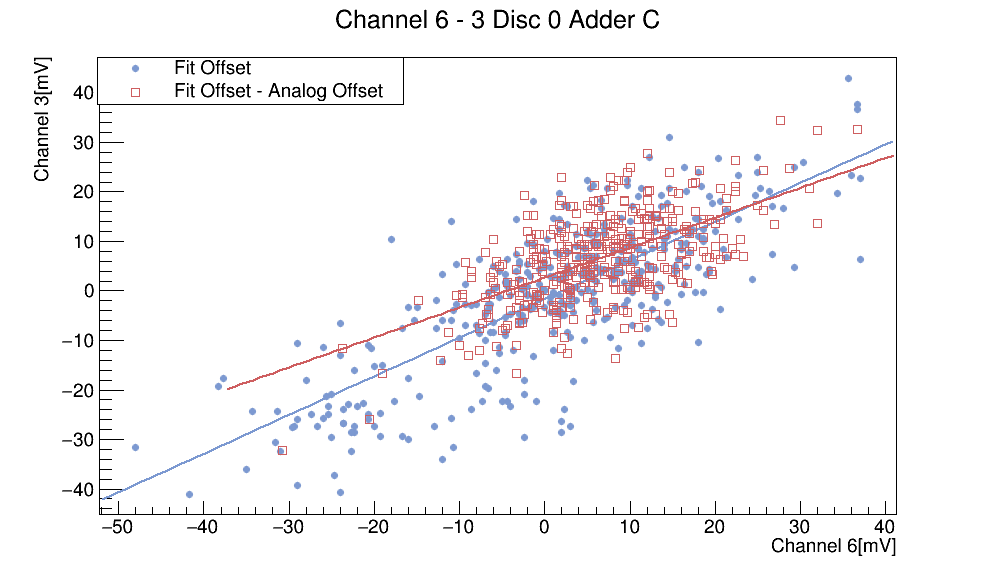 Channel 6 - 3 Disc 0 Adder C
Channel 3[mV]
Fit Offset
Fit Offset - Analog Offset
40
30
20
10
0
−10
−20
−30
−40
−50 −40 −30 −20 −10 0 10 20 30 40
Channel 6[mV]